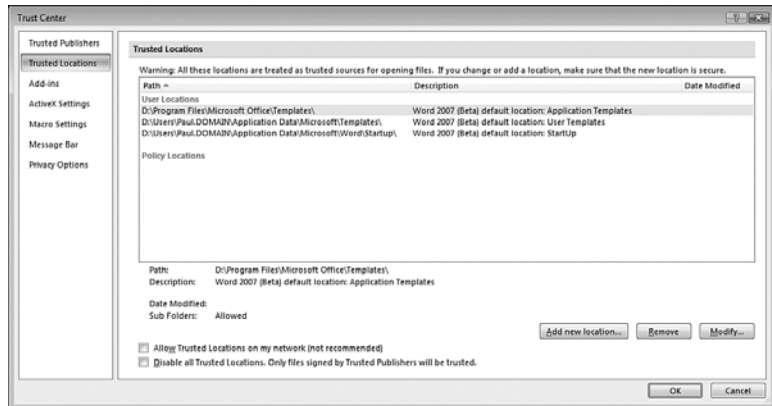 Trust Center
Trusted Publishers
Trusted Locations
Add-ins
ActiveX Settings
Macro Settings
Message Bar
Privacy Options
Trusted Locations
Warning: All these locations are treated as trusted sources for opening files. If you change or add a location, make sure that the new location is secure.
Path Description Date Modified
User Locations
D:\Program Files\Microsoft Office\Templates\ Word 2007 (Beta) default location: Application Templates
D:\Users\Paul.DOMAIN\Application Data\Microsoft\Templates\ Word 2007 (Beta) default location: User Templates
D:\Users\Paul.DOMAIN\Application Data\Microsoft\Word\Startup\ Word 2007 (Beta) default location: StartUp
Policy Locations
Path: D:\Program Files\Microsoft Office\Templates\
Description: Word 2007 (Beta) default location: Application Templates
Date Modified:
Sub Folders: Allowed
Add new location... Remove Modify...
Allow Trusted Locations on my network (not recommended)
Disable all Trusted Locations. Only files signed by Trusted Publishers will be trusted.
OK Cancel